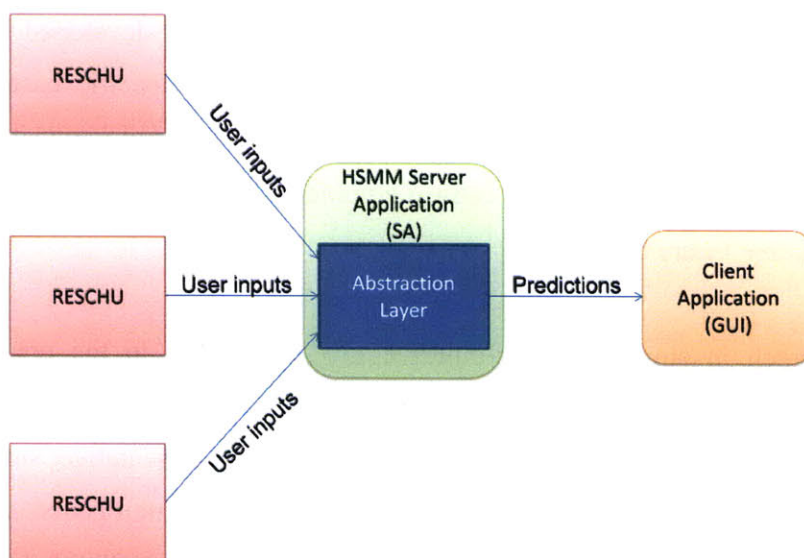 RESCHU
User inputs
HSMM Server
Application
(SA)
RESCHU
User inputs
Abstraction
Layer
Predictions
Client
Application
(GUI)
User inputs
RESCHU